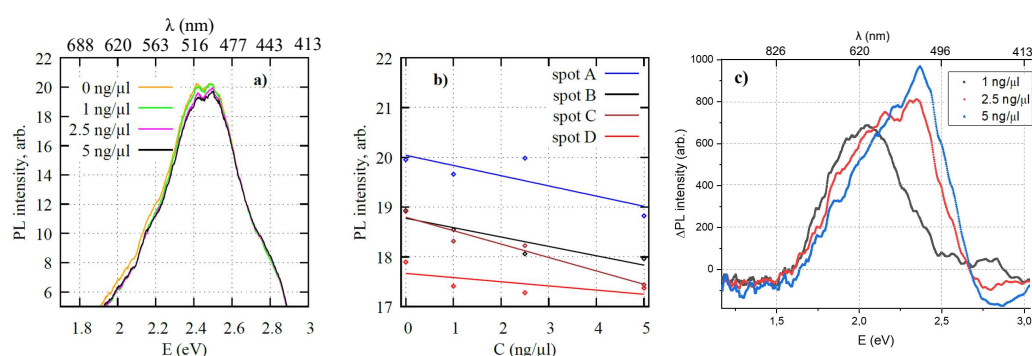 λ (nm)
688 620 563 516 477 443 413
PL intensity, arb.
22
20
18
16
14
12
10
8
6
a)
0 ng/μl
1 ng/μl
2.5 ng/μl
5 ng/μl
1.8 2 2.2 2.4 2.6 2.8 3
E (eV)
PL intensity, arb.
22
21
20
19
18
17
b)
spot A
spot B
spot C
spot D
0 1 2 3 4 5
C (ng/μl)
λ (nm)
826 620 496 413
ΔPL intensity (arb.)
1000
800
600
400
200
0
c)
1 ng/μl
2.5 ng/μl
5 ng/μl
1,5 2,0 2,5 3,0
E (eV)